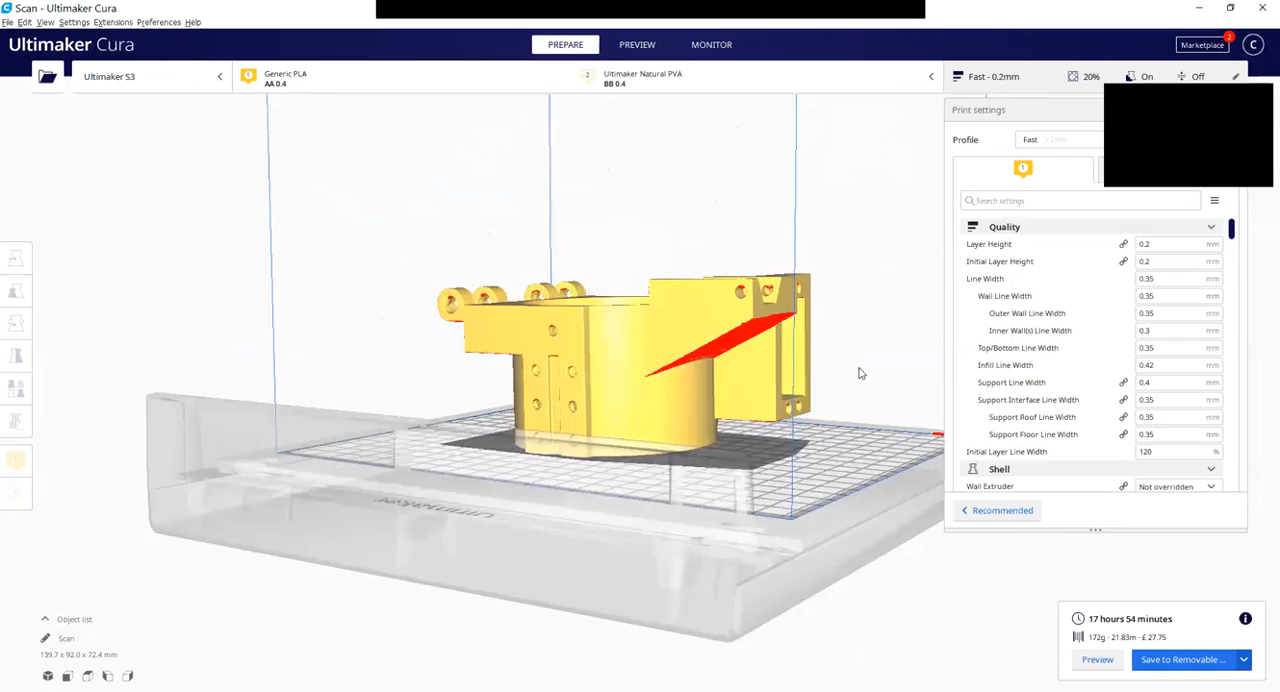 Scan - Ultimaker Cura
File Edit View Settings Extensions Preferences Help
Ultimaker Cura
PREPARE
PREVIEW
MONITOR
Marketplace
2
C
Ultimaker S3
1
Generic PLA
AA 0.4
2
Ultimaker Natural PVA
BB 0.4
Fast - 0.2mm
20%
On
Off
Print settings
Profile
Fast 0.2mm
1
Search settings
Quality
Layer Height 0.2 mm
Initial Layer Height 0.2 mm
Line Width 0.35 mm
Wall Line Width 0.35 mm
Outer Wall Line Width 0.35 mm
Inner Wall(s) Line Width 0.3 mm
Top/Bottom Line Width 0.35 mm
Infill Line Width 0.42 mm
Support Line Width 0.4 mm
Support Interface Line Width 0.35 mm
Support Roof Line Width 0.35 mm
Support Floor Line Width 0.35 mm
Initial Layer Line Width 120 %
Shell
Wall Extruder Not overridden
Recommended
Ultimaker
Object list
Scan
139.7 x 92.0 x 72.4 mm
17 hours 54 minutes
172g · 21.83m · £ 27.75
Preview
Save to Removable ...